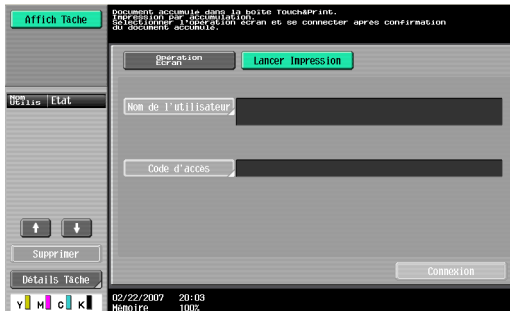 Affich Tâche
Document accumulé dans la boîte Touch&Print.
Impression par accumulation.
Sélectionner l'opération écran et se connecter après confirmation
du document accumulé.
Opération
Ecran
Lancer Impression
Nom
Utilis
Etat
Nom de l'utilisateur
Code d'accès
Supprimer
Détails Tâche
Connexion
Y M C K
02/22/2007 20:03
Mémoire 100%